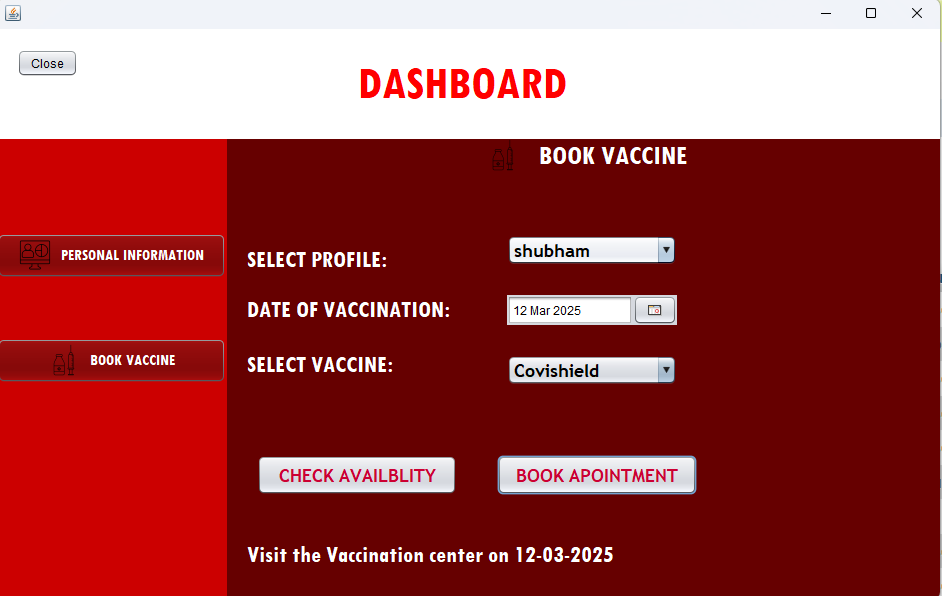 Close
DASHBOARD
BOOK VACCINE
PERSONAL INFORMATION
BOOK VACCINE
SELECT PROFILE:
shubham
DATE OF VACCINATION:
12 Mar 2025
SELECT VACCINE:
Covishield
CHECK AVAILBLITY
BOOK APOINTMENT
Visit the Vaccination center on 12-03-2025